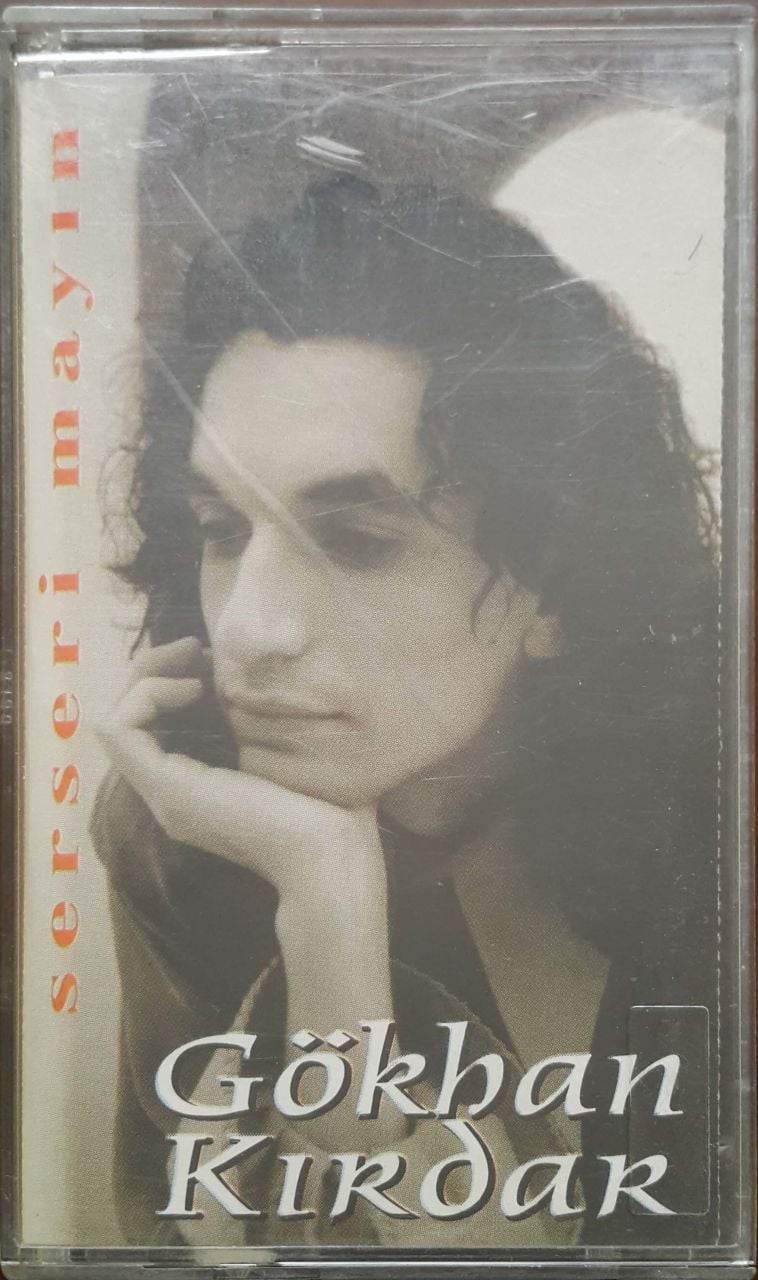 serseri mayın
Gökhan
Kırdar